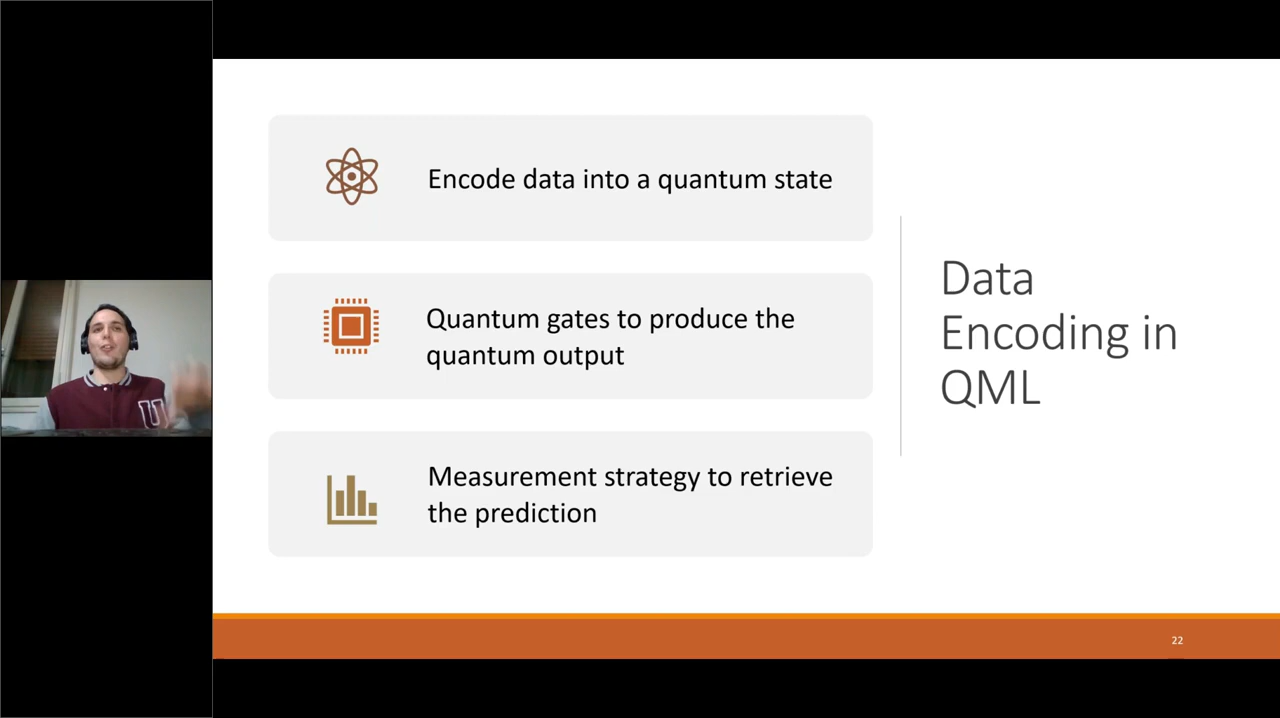 Encode data into a quantum state
Quantum gates to produce the
quantum output
Measurement strategy to retrieve
the prediction
Data
Encoding in
QML
U
22